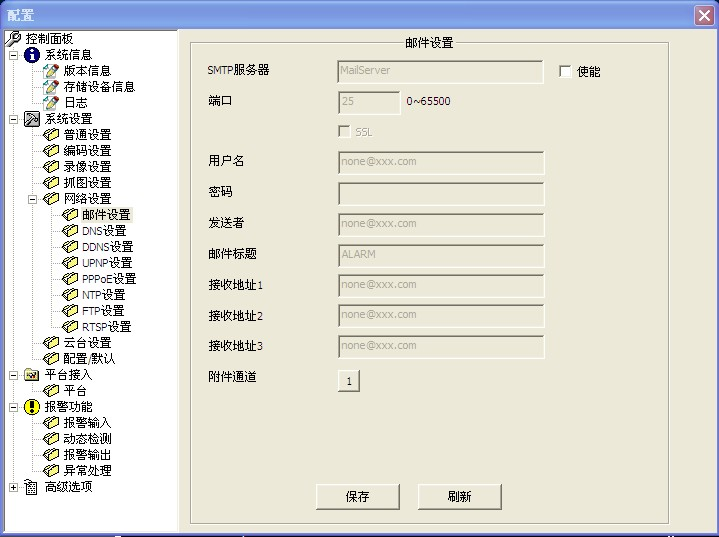 配置
控制面板
系统信息
版本信息
存储设备信息
日志
系统设置
普通设置
编码设置
录像设置
抓图设置
网络设置
邮件设置
DNS设置
DDNS设置
UPNP设置
PPPoE设置
NTP设置
FTP设置
RTSP设置
云台设置
配置/默认
平台接入
平台
报警功能
报警输入
动态检测
报警输出
异常处理
高级选项
邮件设置
SMTP服务器 MailServer 使能
端口 25 0~65500
SSL
用户名 none@xxx.com
密码
发送者 none@xxx.com
邮件标题 ALARM
接收地址1 none@xxx.com
接收地址2 none@xxx.com
接收地址3 none@xxx.com
附件通道 1
保存 刷新